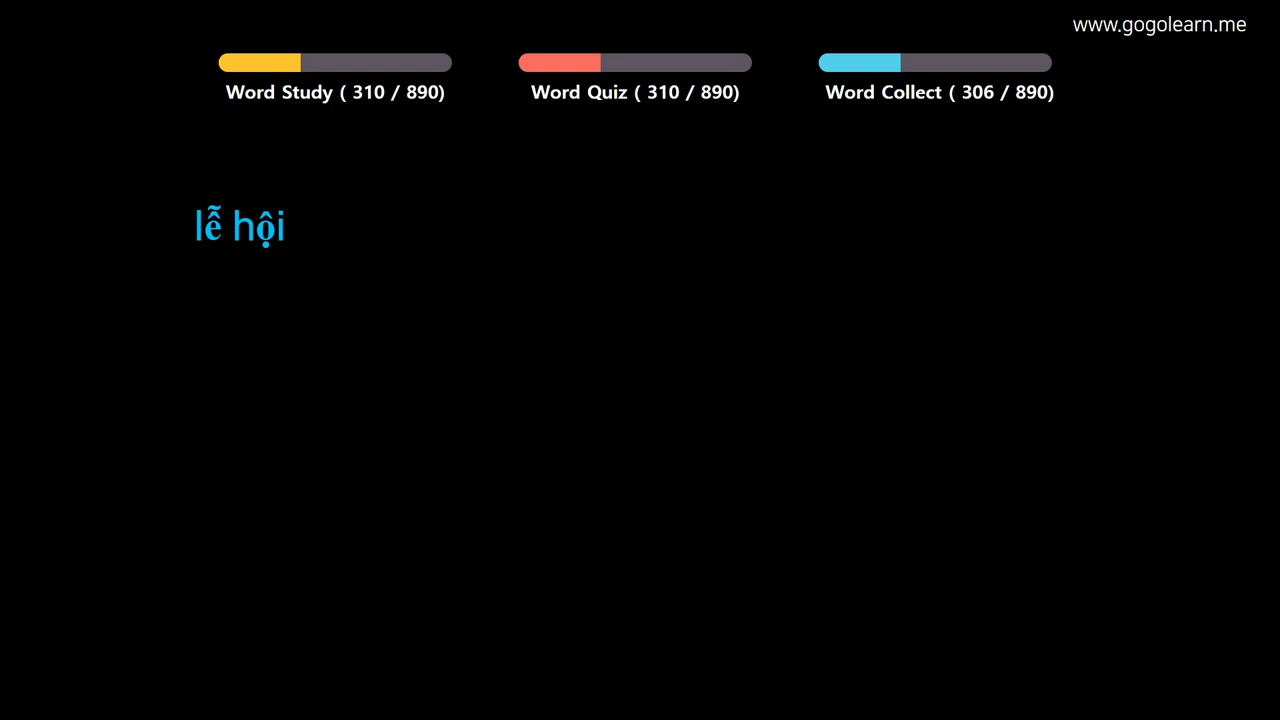 www.gogolearn.me
Word Study ( 310 / 890)
Word Quiz ( 310 / 890)
Word Collect ( 306 / 890)
lễ hội